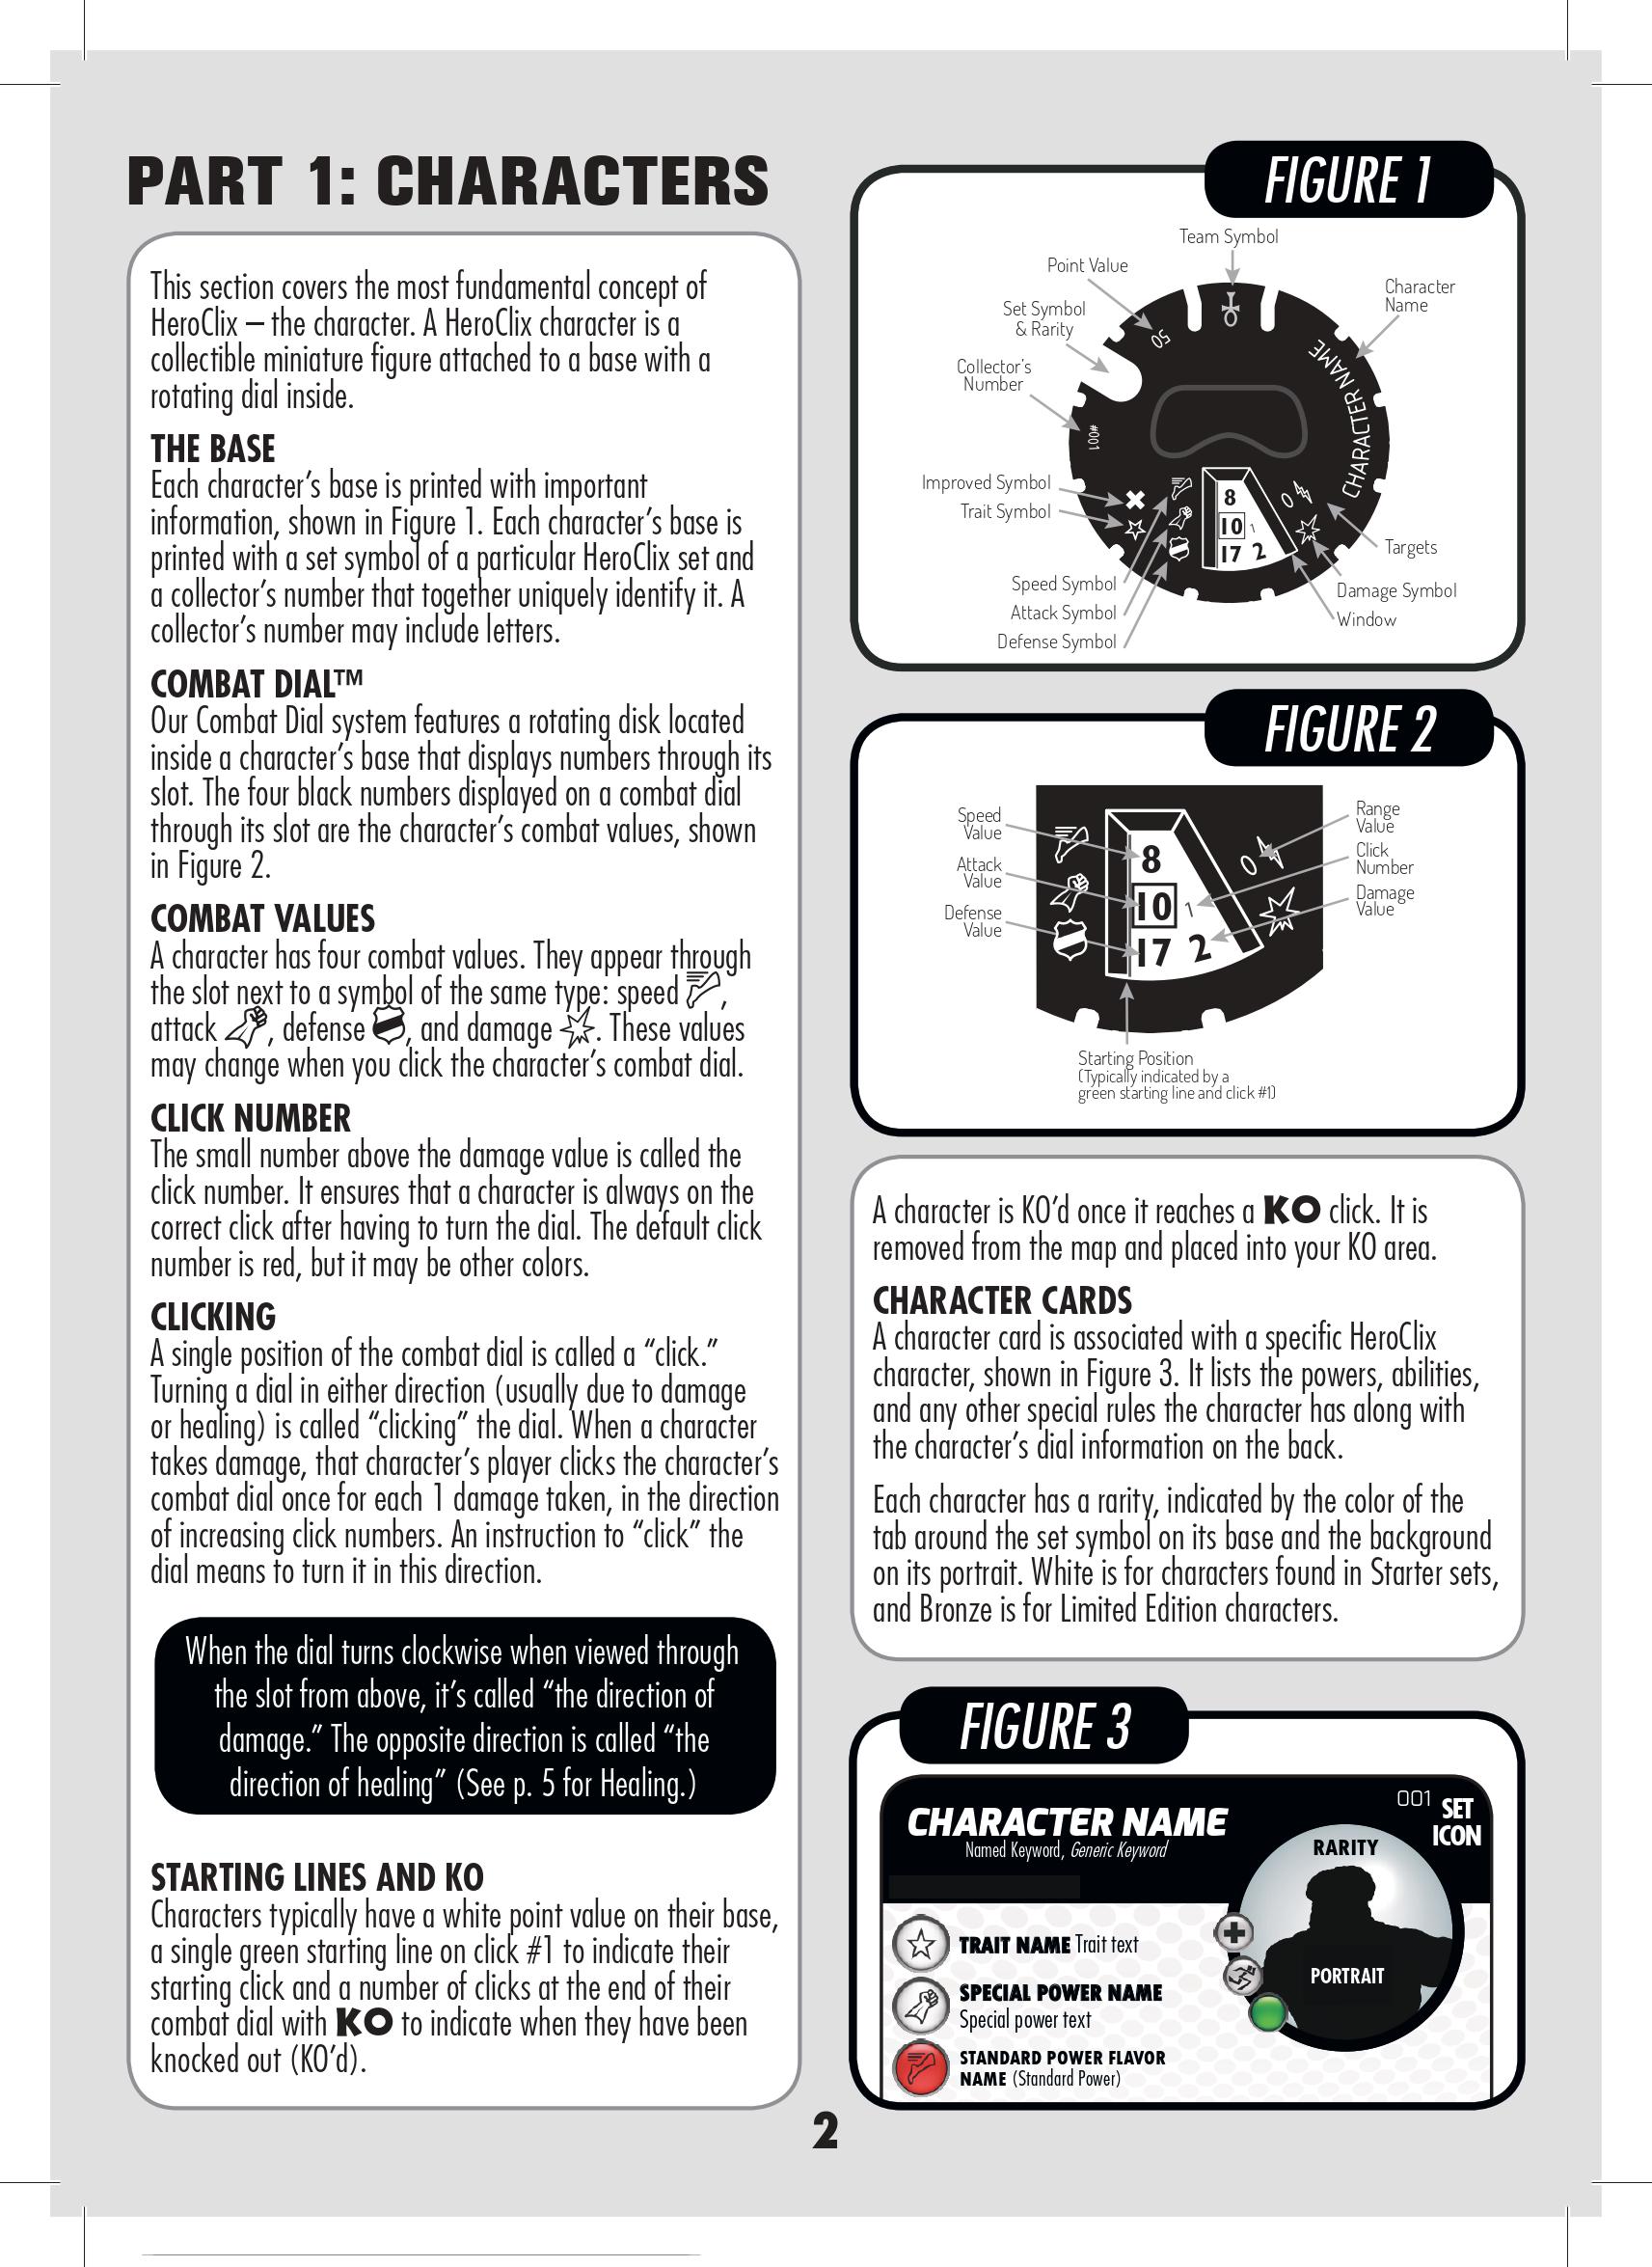 PART 1: CHARACTERS
This section covers the most fundamental concept of
HeroClix – the character. A HeroClix character is a
collectible miniature figure attached to a base with a
rotating dial inside.
THE BASE
Each character’s base is printed with important
information, shown in Figure 1. Each character’s base is
printed with a set symbol of a particular HeroClix set and
a collector’s number that together uniquely identify it. A
collector’s number may include letters.
COMBAT DIAL™
Our Combat Dial system features a rotating disk located
inside a character’s base that displays numbers through its
slot. The four black numbers displayed on a combat dial
through its slot are the character’s combat values, shown
in Figure 2.
COMBAT VALUES
A character has four combat values. They appear through
the slot next to a symbol of the same type: speed ,
attack , defense , and damage . These values
may change when you click the character’s combat dial.
CLICK NUMBER
The small number above the damage value is called the
click number. It ensures that a character is always on the
correct click after having to turn the dial. The default click
number is red, but it may be other colors.
CLICKING
A single position of the combat dial is called a “click.”
Turning a dial in either direction (usually due to damage
or healing) is called “clicking” the dial. When a character
takes damage, that character’s player clicks the character’s
combat dial once for each 1 damage taken, in the direction
of increasing click numbers. An instruction to “click” the
dial means to turn it in this direction.
When the dial turns clockwise when viewed through
the slot from above, it’s called “the direction of
damage.” The opposite direction is called “the
direction of healing” (See p. 5 for Healing.)
STARTING LINES AND KO
Characters typically have a white point value on their base,
a single green starting line on click #1 to indicate their
starting click and a number of clicks at the end of their
combat dial with KO to indicate when they have been
knocked out (KO’d).
FIGURE 1
Team Symbol
Point Value
Character
Name
Set Symbol
& Rarity
Collector’s
Number
50
CHARACTER NAME
#001
Improved Symbol
Trait Symbol
8
10 1
17 2
0
Targets
Speed Symbol
Attack Symbol
Defense Symbol
Damage Symbol
Window
FIGURE 2
Speed
Value
Attack
Value
Defense
Value
8
10 1
17 2
0
Range
Value
Click
Number
Damage
Value
Starting Position
(Typically indicated by a
green starting line and click #1)
A character is KO’d once it reaches a KO click. It is
removed from the map and placed into your KO area.
CHARACTER CARDS
A character card is associated with a specific HeroClix
character, shown in Figure 3. It lists the powers, abilities,
and any other special rules the character has along with
the character’s dial information on the back.
Each character has a rarity, indicated by the color of the
tab around the set symbol on its base and the background
on its portrait. White is for characters found in Starter sets,
and Bronze is for Limited Edition characters.
FIGURE 3
CHARACTER NAME
Named Keyword, Generic Keyword
001 SET
ICON
RARITY
PORTRAIT
TRAIT NAME Trait text
SPECIAL POWER NAME
Special power text
STANDARD POWER FLAVOR
NAME (Standard Power)
2